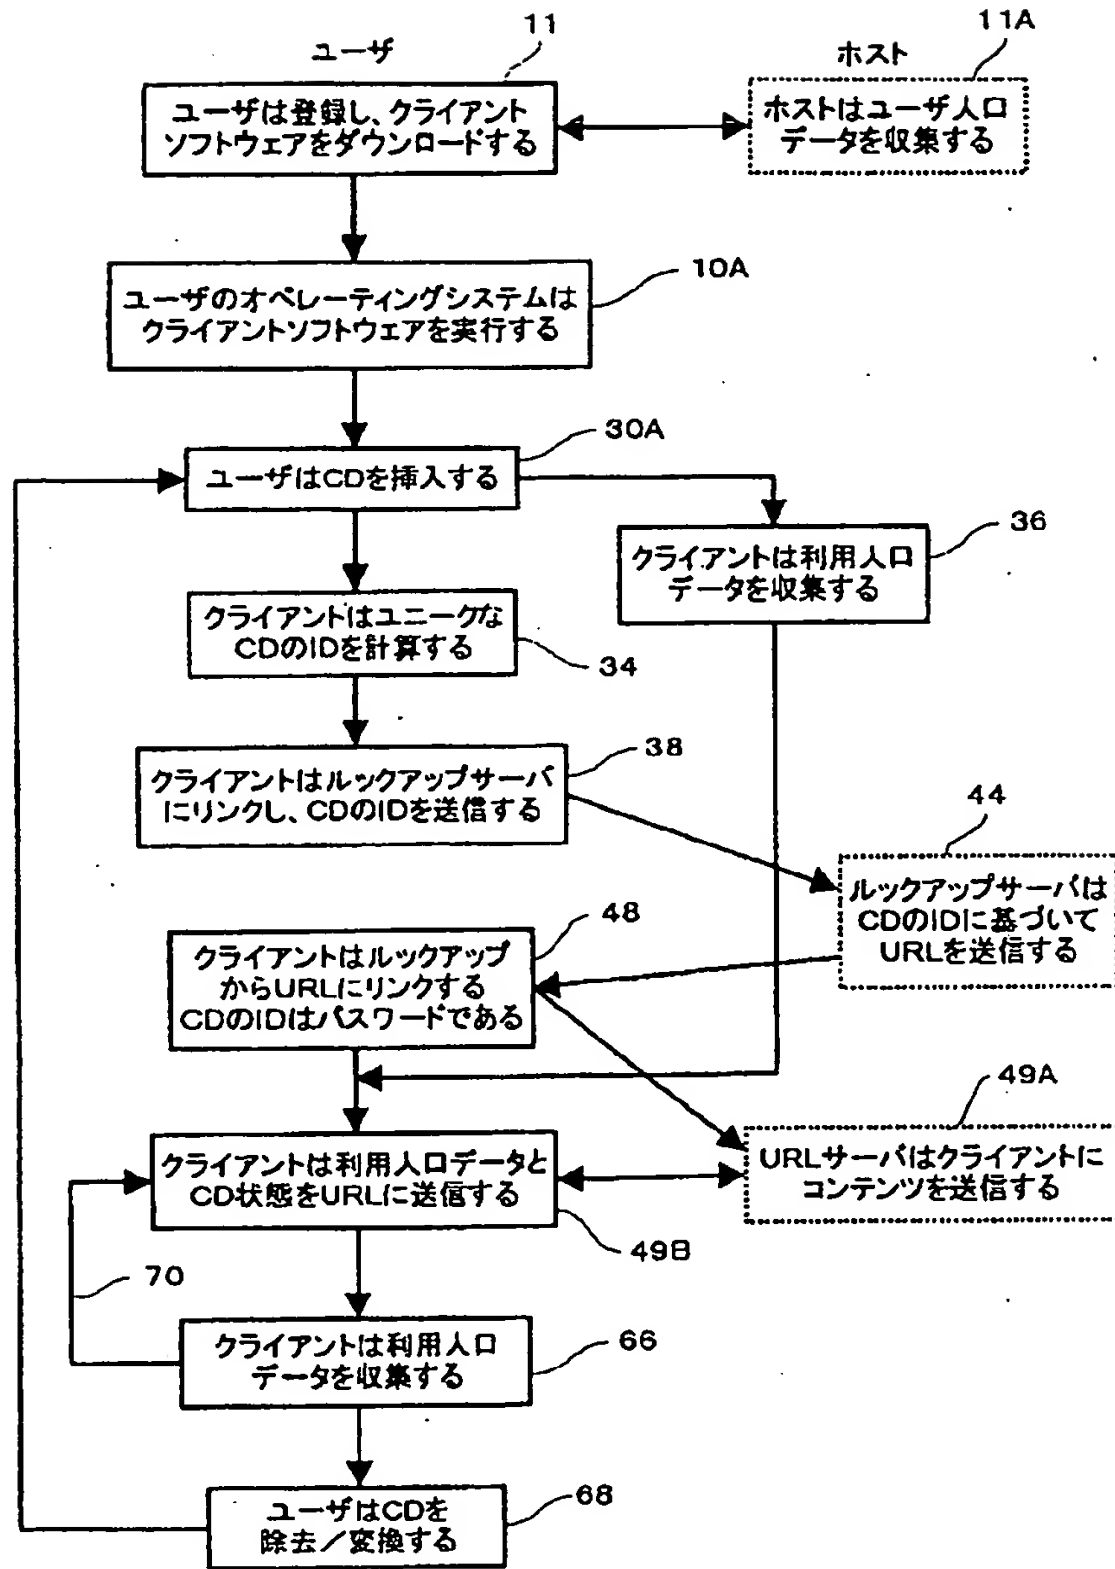 11
11A
ユーザ
ホスト
ユーザは登録し、クライアント
ソフトウェアをダウンロードする
ホストはユーザ人口
データを収集する
10A
ユーザのオペレーティングシステムは
クライアントソフトウェアを実行する
30A
ユーザはCDを挿入する
36
クライアントは利用人口
データを収集する
クライアントはユニークな
CDのIDを計算する
34
38
クライアントはルックアップサーバ
にリンクし、CDのIDを送信する
44
ルックアップサーバは
CDのIDに基づいて
URLを送信する
48
クライアントはルックアップ
からURLにリンクする
CDのIDはパスワードである
49A
URLサーバはクライアントに
コンテンツを送信する
クライアントは利用人口データと
CD状態をURLに送信する
49B
70
クライアントは利用人口
データを収集する
66
ユーザはCDを
除去／変換する
68